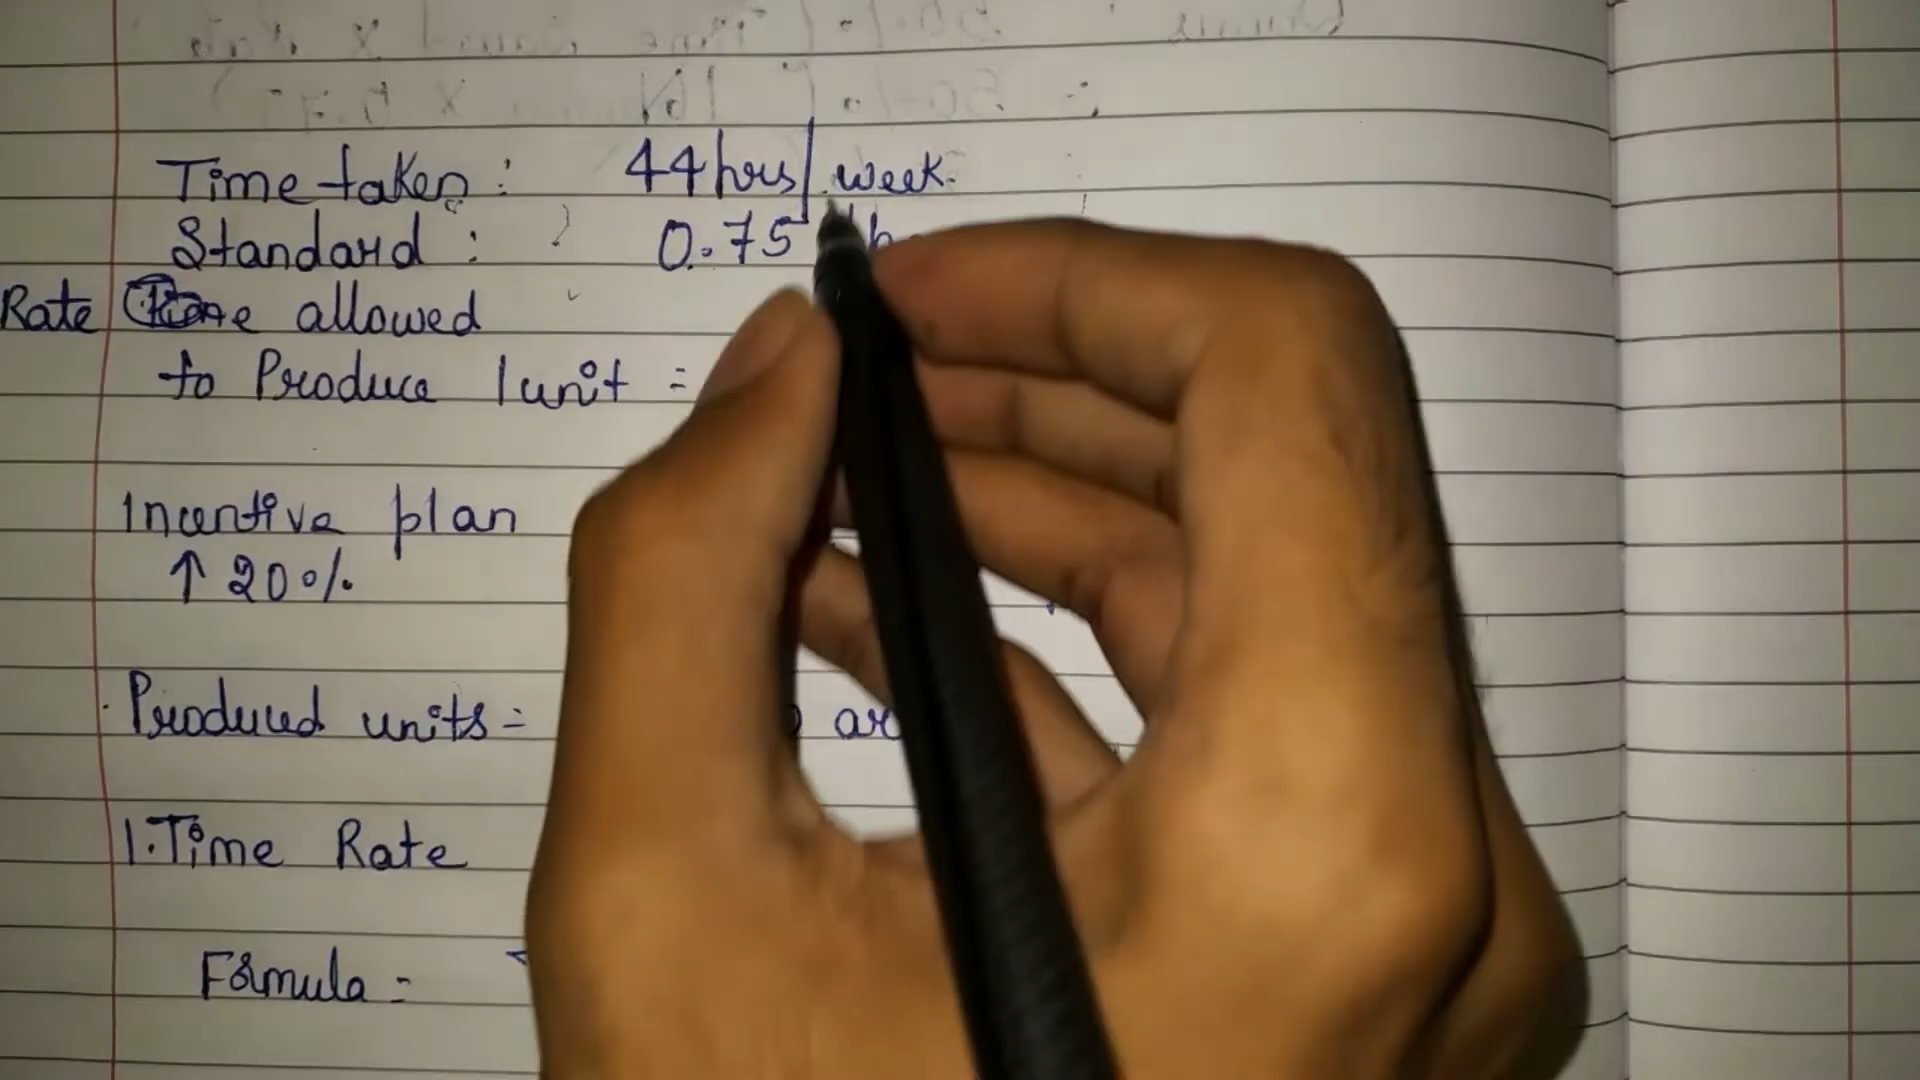 Time taken : 44 hrs/week.
Standard : 0.75
Rate allowed
to Produce 1 unit =
Incentive plan
↑ 20%
Produced units =
1. Time Rate
Formula =